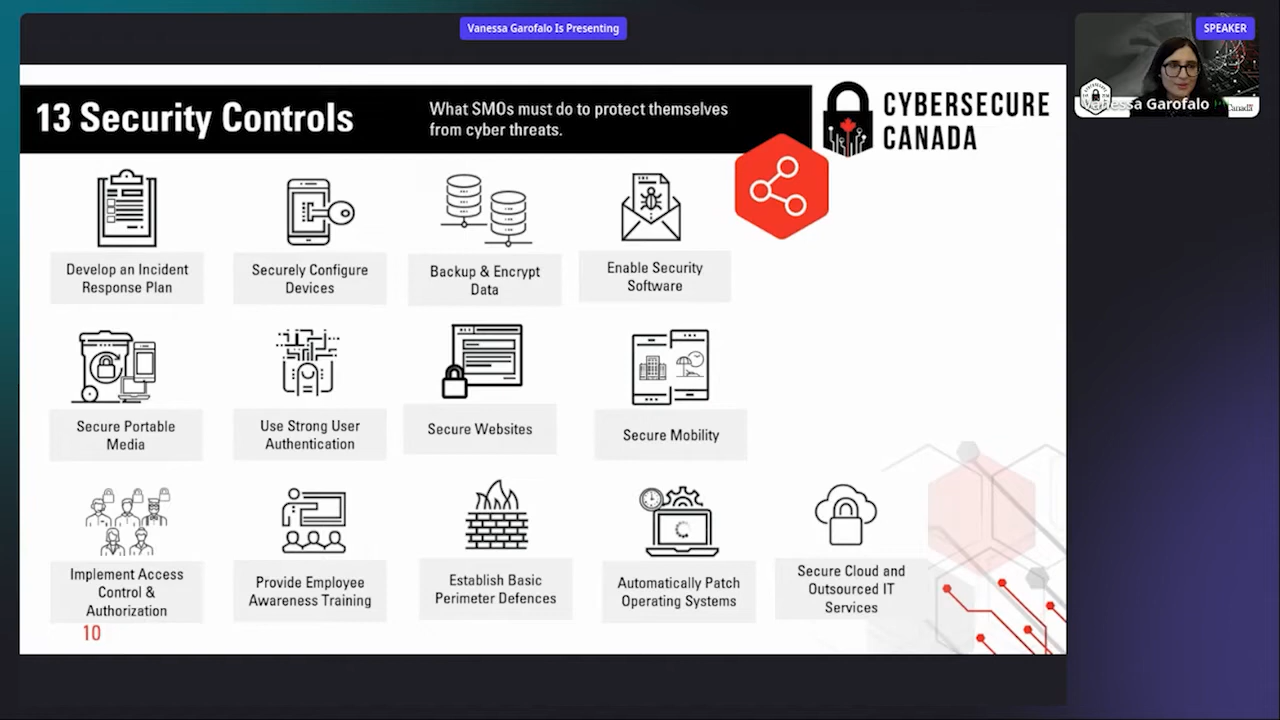 Vanessa Garofalo Is Presenting
SPEAKER
Vanessa Garofalo
Canada
13 Security Controls
What SMOs must do to protect themselves
from cyber threats.
CYBERSECURE
CANADA
Develop an Incident
Response Plan
Securely Configure
Devices
Backup & Encrypt
Data
Enable Security
Software
Secure Portable
Media
Use Strong User
Authentication
Secure Websites
Secure Mobility
Implement Access
Control &
Authorization
Provide Employee
Awareness Training
Establish Basic
Perimeter Defences
Automatically Patch
Operating Systems
Secure Cloud and
Outsourced IT
Services
10